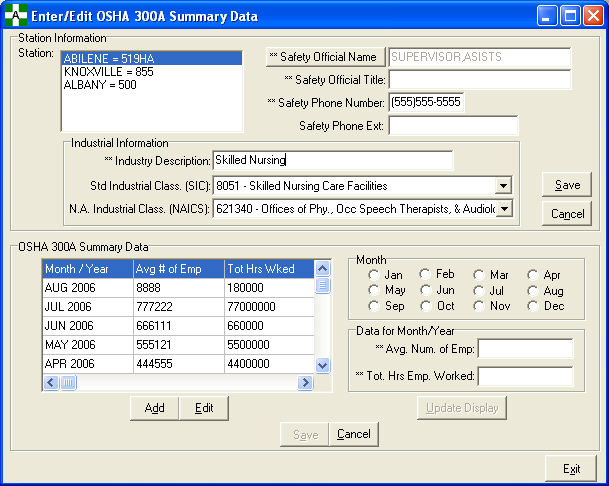 Enter/Edit OSHA 300A Summary Data
Station Information
Station:
ABILENE = 519HA
KNOXVILLE = 855
ALBANY = 500
** Safety Official Name
SUPERVISOR,ASISTS
** Safety Official Title:
** Safety Phone Number:
(555)555-5555
Safety Phone Ext:
Industrial Information
** Industry Description:
Skilled Nursing
Std Industrial Class. (SIC):
8051 - Skilled Nursing Care Facilities
N.A. Industrial Class. (NAICS):
621340 - Offices of Phy., Occ Speech Therapists, & Audiolo
Save
Cancel
OSHA 300A Summary Data
Month / Year Avg # of Emp Tot Hrs Wked
AUG 2006 8888 180000
JUL 2006 777222 77000000
JUN 2006 666111 660000
MAY 2006 555121 5500000
APR 2006 444555 4400000
Add Edit
Month
Jan Feb Mar Apr
May Jun Jul Aug
Sep Oct Nov Dec
Data for Month/Year
** Avg. Num. of Emp:
** Tot. Hrs Emp. Worked:
Update Display
Save Cancel
Exit